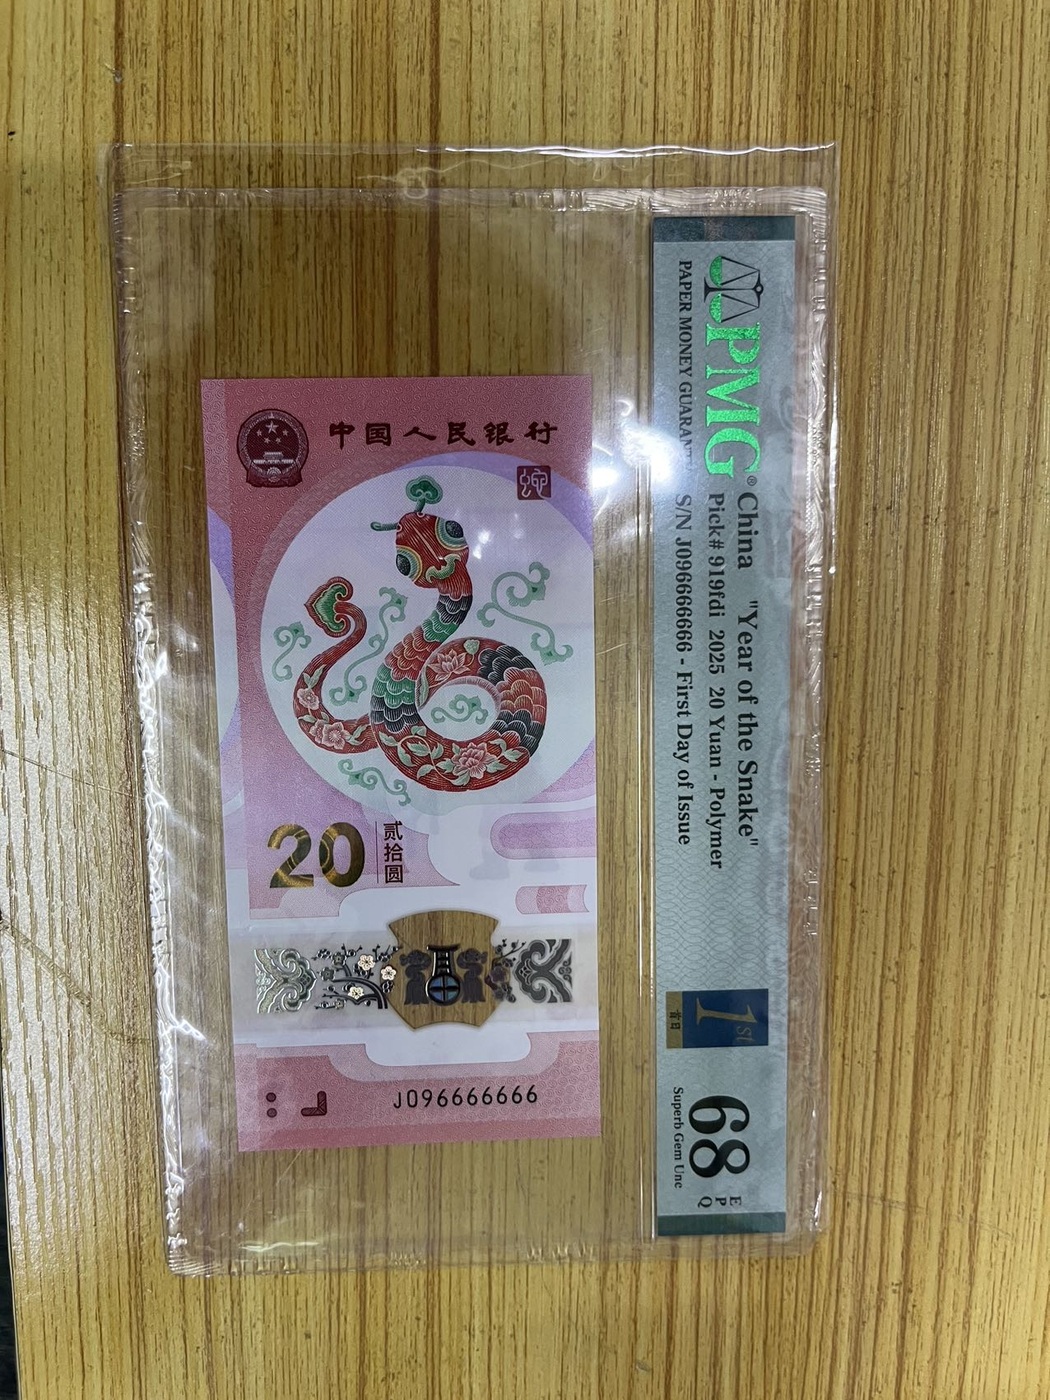 中国人民银行
蛇
20
贰拾圆
J096666666
PMG®
PAPER MONEY GUARANTY
China "Year of the Snake"
Pick# 919fdi 2025 20 Yuan - Polymer
S/N J096666666 - First Day of Issue
1st
首日
68
EPQ
Superb Gem Unc